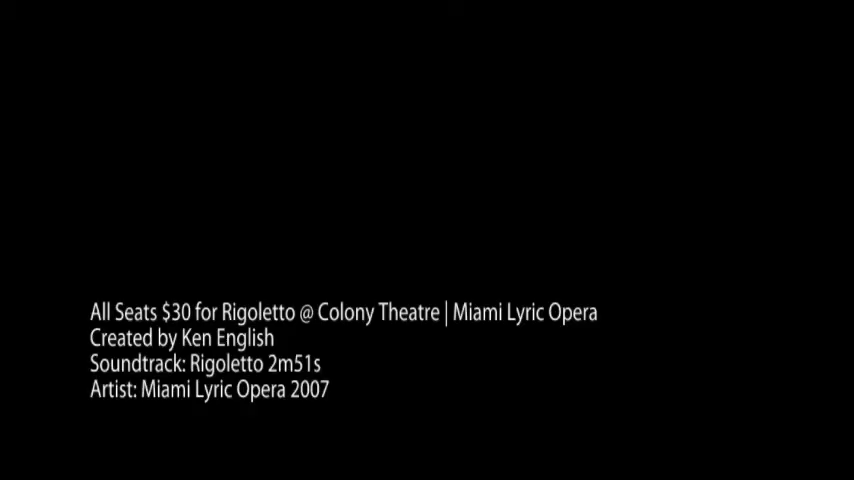 All Seats $30 for Rigoletto @ Colony Theatre | Miami Lyric Opera
Created by Ken English
Soundtrack: Rigoletto 2m51s
Artist: Miami Lyric Opera 2007